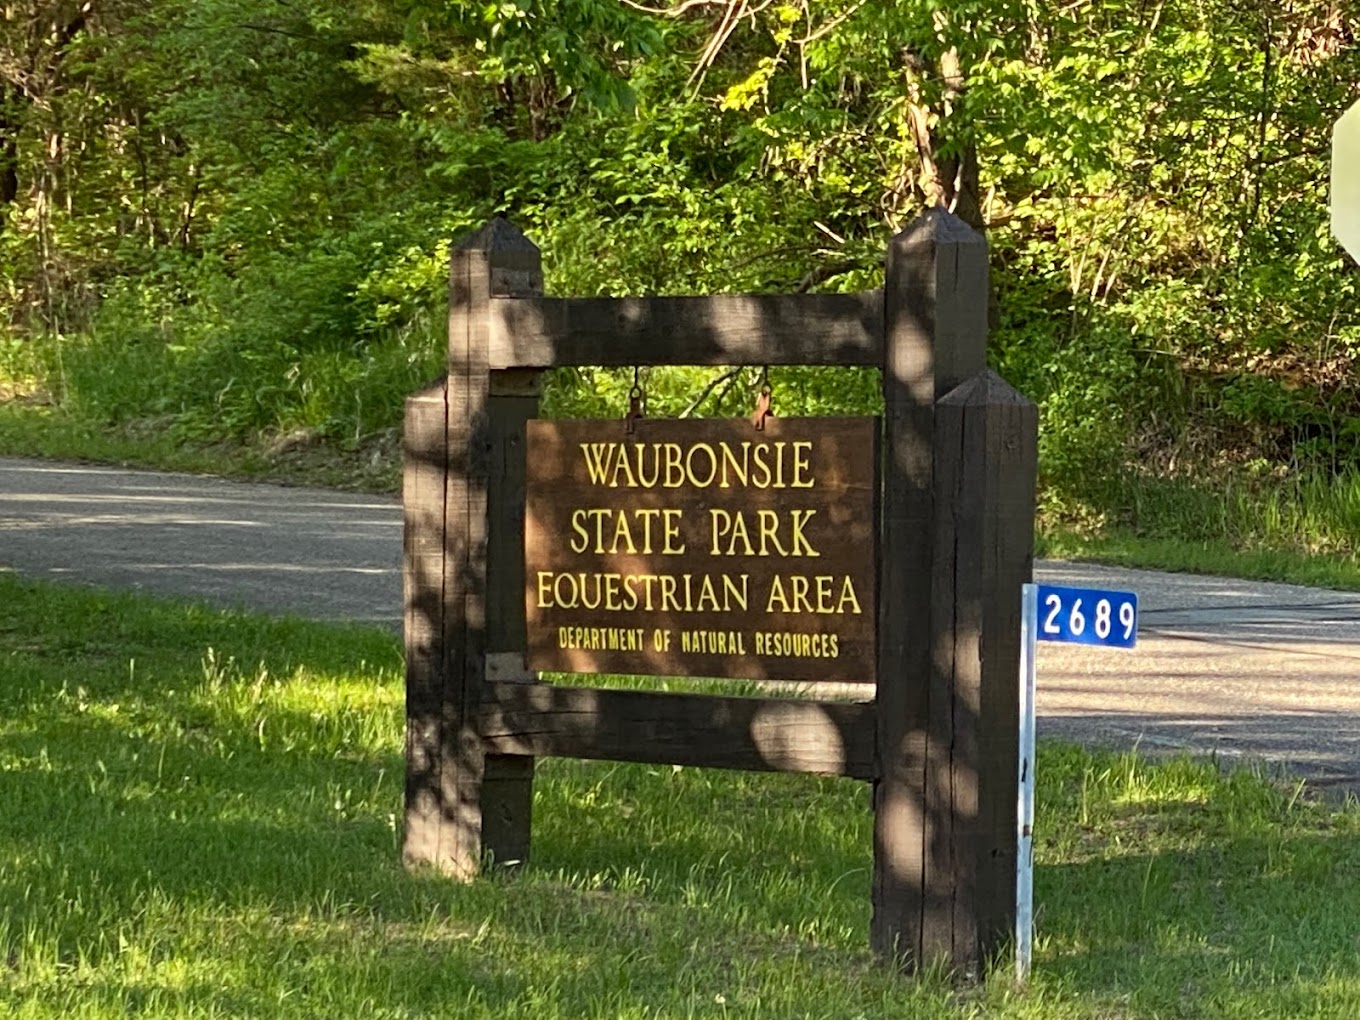 WAUBONSIE
STATE PARK
EQUESTRIAN AREA
DEPARTMENT OF NATURAL RESOURCES
2689